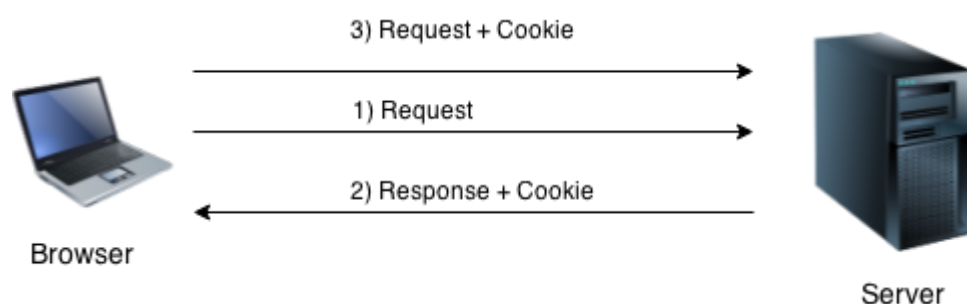 3) Request + Cookie
1) Request
2) Response + Cookie
Browser
Server